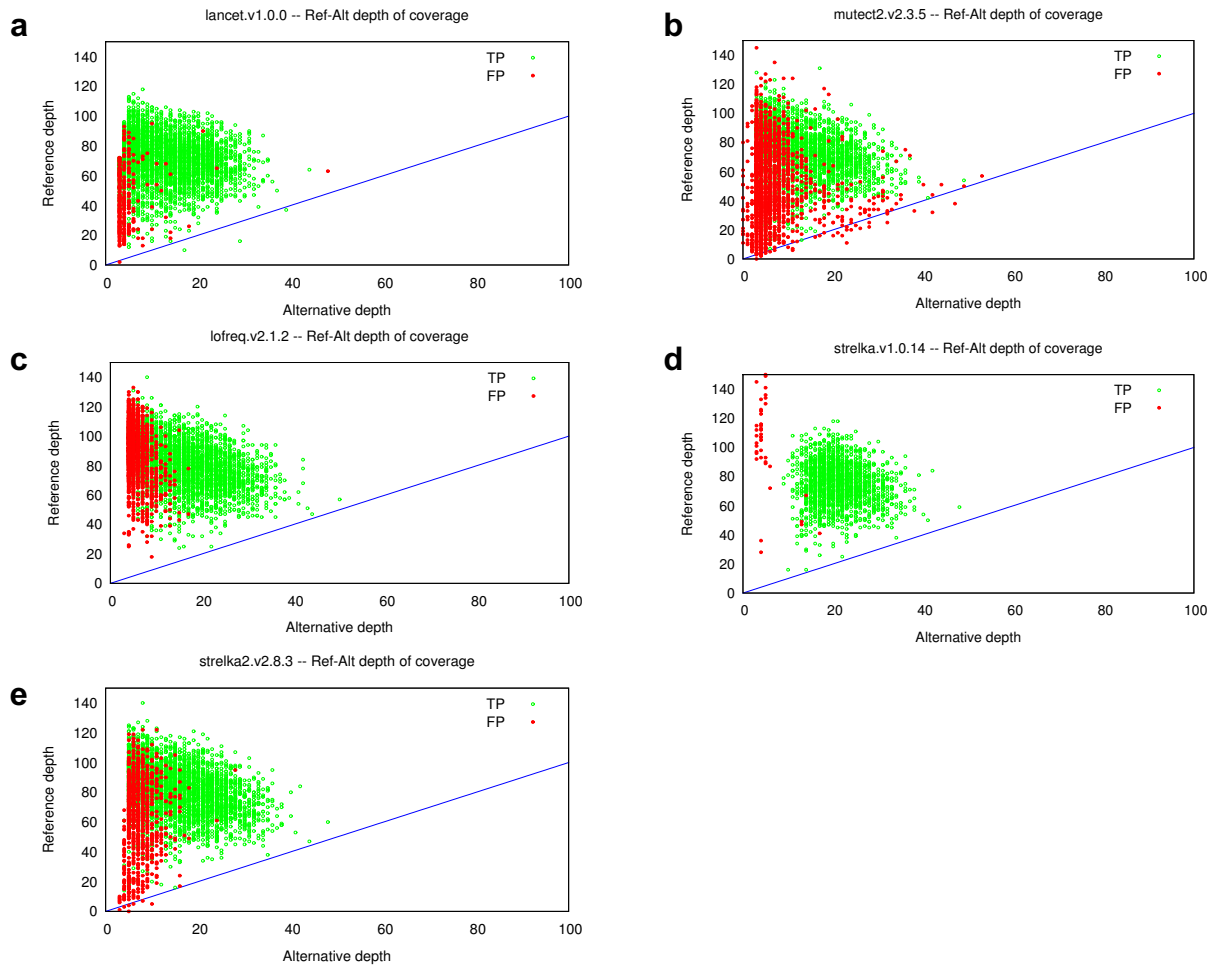 a
lancet.v1.0.0 -- Ref-Alt depth of coverage
140
120
100
80
60
40
20
0
Reference depth
TP
FP
0 20 40 60 80 100
Alternative depth
b
mutect2.v2.3.5 -- Ref-Alt depth of coverage
140
120
100
80
60
40
20
0
Reference depth
TP
FP
0 20 40 60 80 100
Alternative depth
c
lofreq.v2.1.2 -- Ref-Alt depth of coverage
140
120
100
80
60
40
20
0
Reference depth
TP
FP
0 20 40 60 80 100
Alternative depth
d
strelka.v1.0.14 -- Ref-Alt depth of coverage
140
120
100
80
60
40
20
0
Reference depth
TP
FP
0 20 40 60 80 100
Alternative depth
e
strelka2.v2.8.3 -- Ref-Alt depth of coverage
140
120
100
80
60
40
20
0
Reference depth
TP
FP
0 20 40 60 80 100
Alternative depth